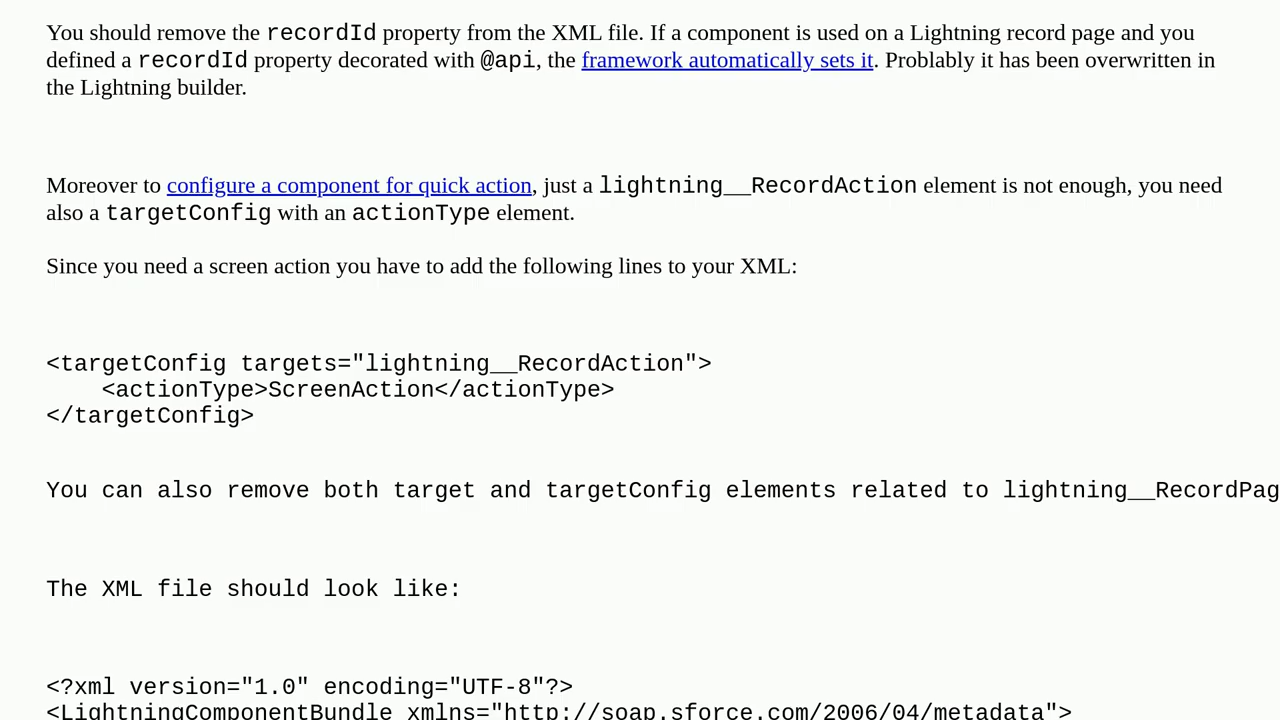 You should remove the recordId property from the XML file. If a component is used on a Lightning record page and you
defined a recordId property decorated with @api, the framework automatically sets it. Problably it has been overwritten in
the Lightning builder.
Moreover to configure a component for quick action, just a lightning__RecordAction element is not enough, you need
also a targetConfig with an actionType element.
Since you need a screen action you have to add the following lines to your XML:
<targetConfig targets="lightning__RecordAction">
    <actionType>ScreenAction</actionType>
</targetConfig>
You can also remove both target and targetConfig elements related to lightning__RecordPag
The XML file should look like:
<?xml version="1.0" encoding="UTF-8"?>
<LightningComponentBundle xmlns="http://soap.sforce.com/2006/04/metadata">